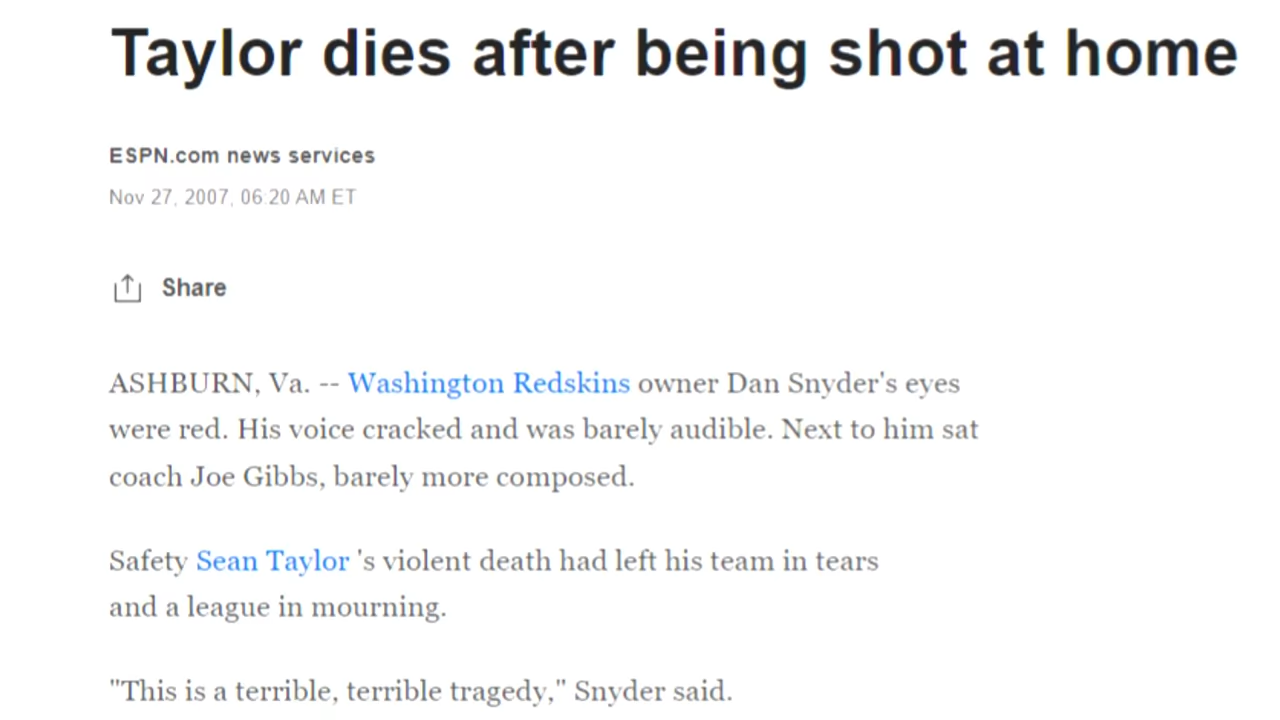 Taylor dies after being shot at home
ESPN.com news services
Nov 27, 2007, 06:20 AM ET
Share
ASHBURN, Va. -- Washington Redskins owner Dan Snyder's eyes
were red. His voice cracked and was barely audible. Next to him sat
coach Joe Gibbs, barely more composed.
Safety Sean Taylor 's violent death had left his team in tears
and a league in mourning.
"This is a terrible, terrible tragedy," Snyder said.